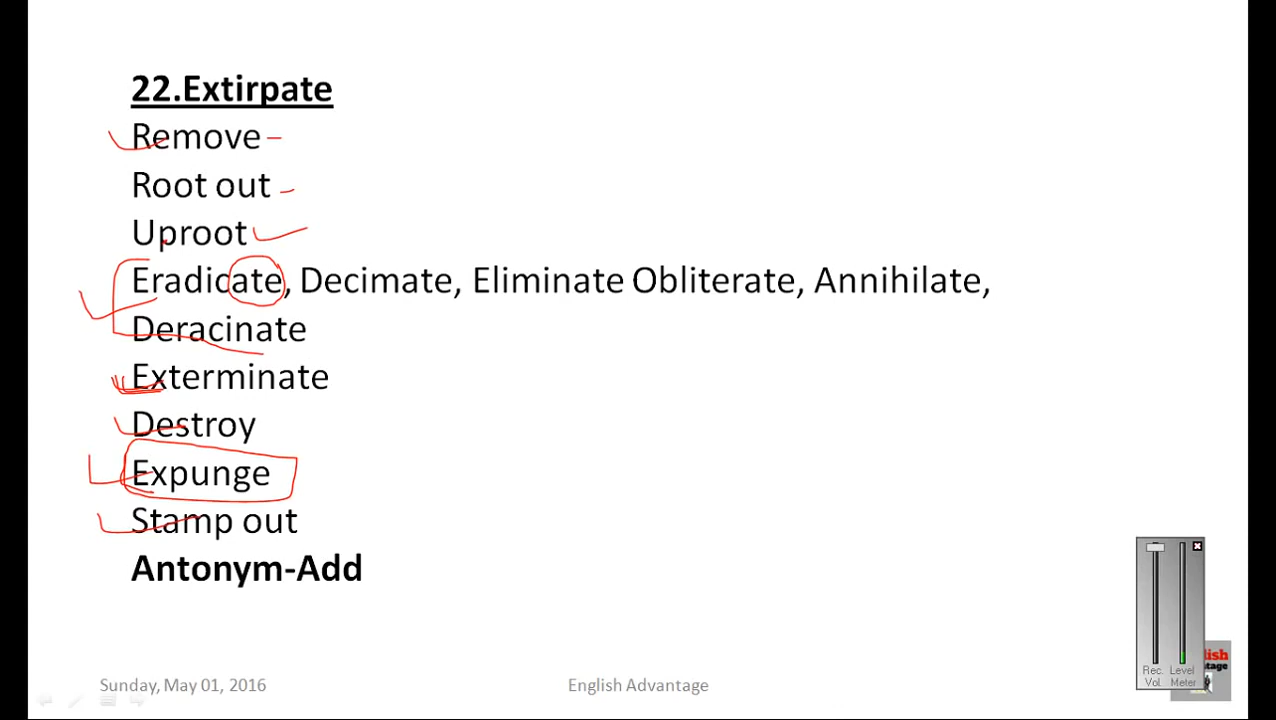 22.Extirpate
Remove
Root out
Uproot
Eradicate, Decimate, Eliminate Obliterate, Annihilate,
Deracinate
Exterminate
Destroy
Expunge
Stamp out
Antonym-Add
Rec. Level
Vol. Meter
Sunday, May 01, 2016 English Advantage